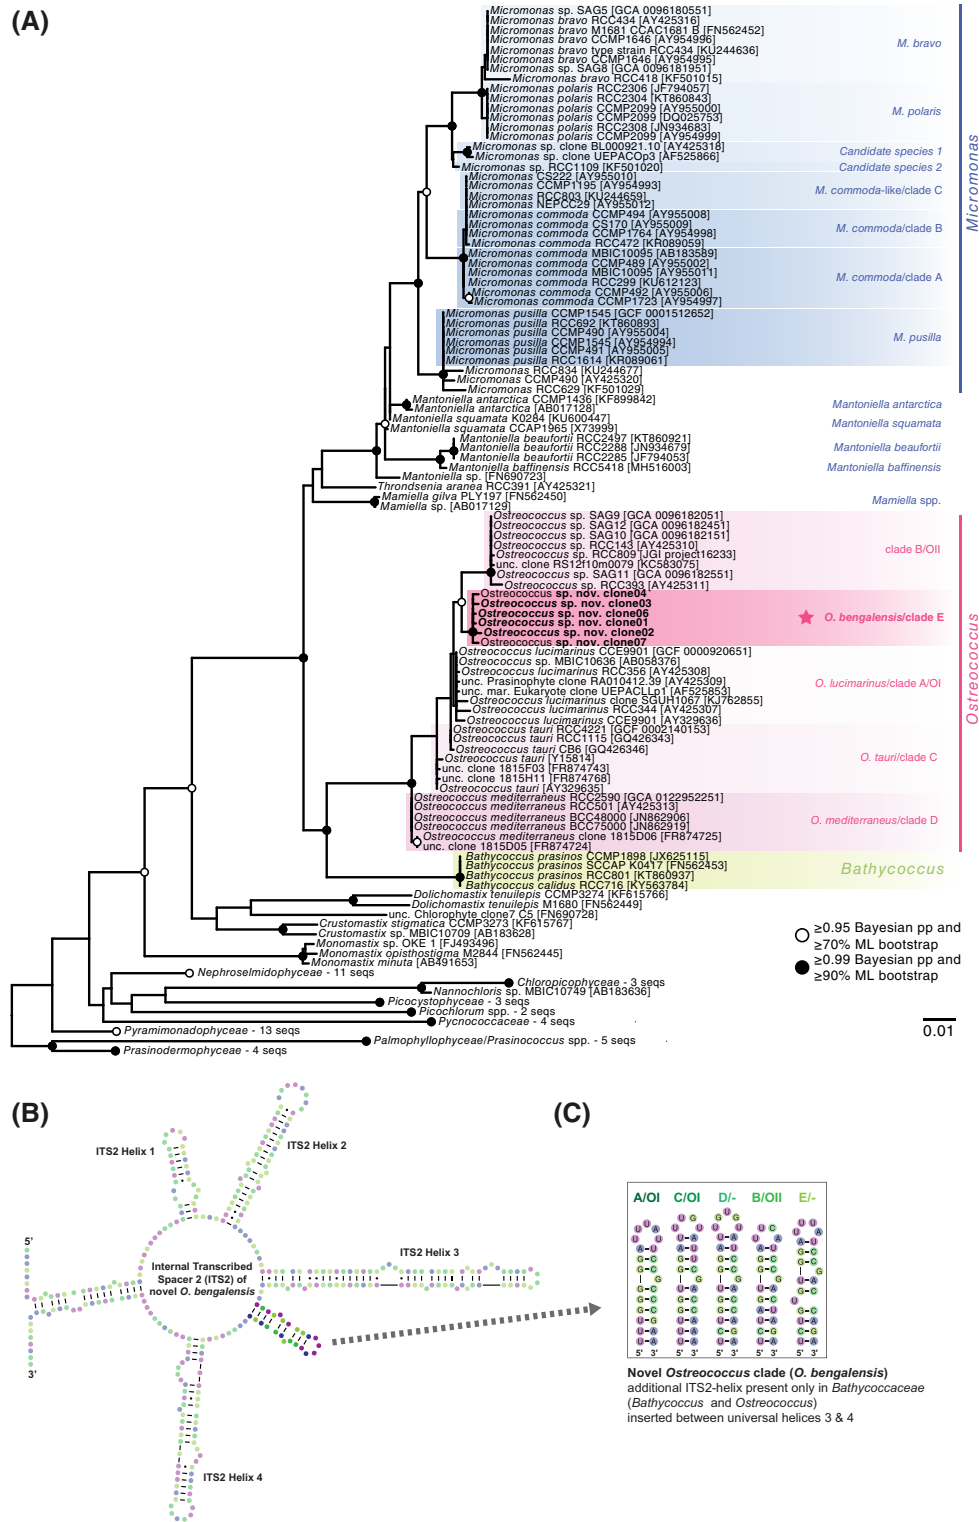 (A)
Micromonas sp. SAG5 [GCA 0096180551]
Micromonas bravo RCC434 [AY425316]
Micromonas bravo M1681 CCAC1681 B [FN562452]
Micromonas bravo CCMP1646 [AY954996]
Micromonas bravo type strain RCC434 [KU244636]
Micromonas bravo CCMP1646 [AY954995]
Micromonas sp. SAG8 [GCA 0096181951]
Micromonas bravo RCC418 [KF501015]
M. bravo
Micromonas polaris RCC2306 [JF794057]
Micromonas polaris RCC2304 [KT860843]
Micromonas polaris CCMP2099 [AY955000]
Micromonas polaris CCMP2099 [DQ025753]
Micromonas polaris RCC2308 [JN934683]
Micromonas polaris CCMP2099 [AY954999]
M. polaris
Micromonas sp. clone BL000921.10 [AY425318]
Micromonas sp. clone UEPACOp3 [AF525866]
Candidate species 1
Micromonas sp. RCC1109 [KF501020]
Candidate species 2
Micromonas CS222 [AY955010]
Micromonas CCMP1195 [AY954993]
Micromonas RCC803 [KU244659]
Micromonas NEPCC29 [AY955012]
M. commoda-like/clade C
Micromonas commoda CCMP494 [AY955008]
Micromonas commoda CS170 [AY955009]
Micromonas commoda CCMP1764 [AY954998]
Micromonas commoda RCC472 [KR089059]
M. commoda/clade B
Micromonas commoda MBIC10095 [AB183589]
Micromonas commoda CCMP489 [AY955002]
Micromonas commoda MBIC10095 [AY955011]
Micromonas commoda RCC299 [KU612123]
Micromonas commoda CCMP492 [AY955006]
Micromonas commoda CCMP1723 [AY954997]
M. commoda/clade A
Micromonas pusilla CCMP1545 [GCF 0001512652]
Micromonas pusilla RCC692 [KT860893]
Micromonas pusilla CCMP490 [AY955004]
Micromonas pusilla CCMP1545 [AY954994]
Micromonas pusilla CCMP491 [AY955005]
Micromonas pusilla RCC1614 [KR089061]
M. pusilla
Micromonas RCC834 [KU244677]
Micromonas CCMP490 [AY425320]
Micromonas RCC629 [KF501029]
Micromonas
Mantoniella antarctica CCMP1436 [KF899842]
Mantoniella antarctica [AB017128]
Mantoniella antarctica
Mantoniella squamata K0284 [KU600447]
Mantoniella squamata CCAP1965 [X73999]
Mantoniella squamata
Mantoniella beaufortii RCC2497 [KT860921]
Mantoniella beaufortii RCC2288 [JN934679]
Mantoniella beaufortii RCC2285 [JF794053]
Mantoniella beaufortii
Mantoniella baffinensis RCC5418 [MH516003]
Mantoniella baffinensis
Mantoniella sp. [FN690723]
Throndsenia aranea RCC391 [AY425321]
Mamiella gilva PLY197 [FN562450]
Mamiella sp. [AB017129]
Mamiella spp.
Ostreococcus sp. SAG9 [GCA 0096182051]
Ostreococcus sp. SAG12 [GCA 0096182451]
Ostreococcus sp. SAG10 [GCA 0096182151]
Ostreococcus sp. RCC143 [AY425310]
Ostreococcus sp. RCC809 [JGI project16233]
unc. clone RS12f10m0079 [KC583075]
Ostreococcus sp. SAG11 [GCA 0096182551]
Ostreococcus sp. RCC393 [AY425311]
clade B/OII
Ostreococcus sp. nov. clone04
Ostreococcus sp. nov. clone03
Ostreococcus sp. nov. clone06
Ostreococcus sp. nov. clone01
Ostreococcus sp. nov. clone02
Ostreococcus sp. nov. clone07
O. bengalensis/clade E
Ostreococcus lucimarinus CCE9901 [GCF 0000920651]
Ostreococcus sp. MBIC10636 [AB058376]
Ostreococcus lucimarinus RCC356 [AY425308]
unc. Prasinophyte clone RA010412.39 [AY425309]
unc. mar. Eukaryote clone UEPACLLp1 [AF525853]
Ostreococcus lucimarinus clone SGUH1067 [KJ762855]
Ostreococcus lucimarinus RCC344 [AY425307]
Ostreococcus lucimarinus CCE9901 [AY329636]
O. lucimarinus/clade A/OI
Ostreococcus tauri RCC4221 [GCF 0002140153]
Ostreococcus tauri RCC1115 [GQ426343]
Ostreococcus tauri CB6 [GQ426346]
Ostreococcus tauri [Y15814]
unc. clone 1815F03 [FR874743]
unc. clone 1815H11 [FR874768]
Ostreococcus tauri [AY329635]
O. tauri/clade C
Ostreococcus mediterraneus RCC2590 [GCA 0122952251]
Ostreococcus mediterraneus RCC501 [AY425313]
Ostreococcus mediterraneus BCC48000 [JN862906]
Ostreococcus mediterraneus BCC75000 [JN862919]
Ostreococcus mediterraneus clone 1815D06 [FR874725]
unc. clone 1815D05 [FR874724]
O. mediterraneus/clade D
Ostreococcus
Bathycoccus prasinos CCMP1898 [JX625115]
Bathycoccus prasinos SCCAP K0417 [FN562453]
Bathycoccus prasinos RCC801 [KT860937]
Bathycoccus calidus RCC716 [KY563784]
Bathycoccus
Dolichomastix tenuilepis CCMP3274 [KF615766]
Dolichomastix tenuilepis M1680 [FN562449]
unc. Chlorophyte clone7 C5 [FN690728]
Crustomastix stigmatica CCMP3273 [KF615767]
Crustomastix sp. MBIC10709 [AB183628]
Monomastix sp. OKE 1 [FJ493496]
Monomastix opisthostigma M2844 [FN562445]
Monomastix minuta [AB491653]
Nephroselmidophyceae - 11 seqs
Chloropicophyceae - 3 seqs
Nannochloris sp. MBIC10749 [AB183636]
Picocystophyceae - 3 seqs
Picochlorum spp. - 2 seqs
Pycnococcaceae - 4 seqs
Pyramimonadophyceae - 13 seqs
Palmophyllophyceae/Prasinococcus spp. - 5 seqs
Prasinodermophyceae - 4 seqs
≥0.95 Bayesian pp and
≥70% ML bootstrap
≥0.99 Bayesian pp and
≥90% ML bootstrap
0.01
(B)
ITS2 Helix 1
ITS2 Helix 2
ITS2 Helix 3
ITS2 Helix 4
Internal Transcribed
Spacer 2 (ITS2) of
novel O. bengalensis
5'
3'
(C)
A/OI C/OI D/- B/OII E/-
5' 3' 5' 3' 5' 3' 5' 3' 5' 3'
Novel Ostreococcus clade (O. bengalensis)
additional ITS2-helix present only in Bathycoccaceae
(Bathycoccus and Ostreococcus)
inserted between universal helices 3 & 4